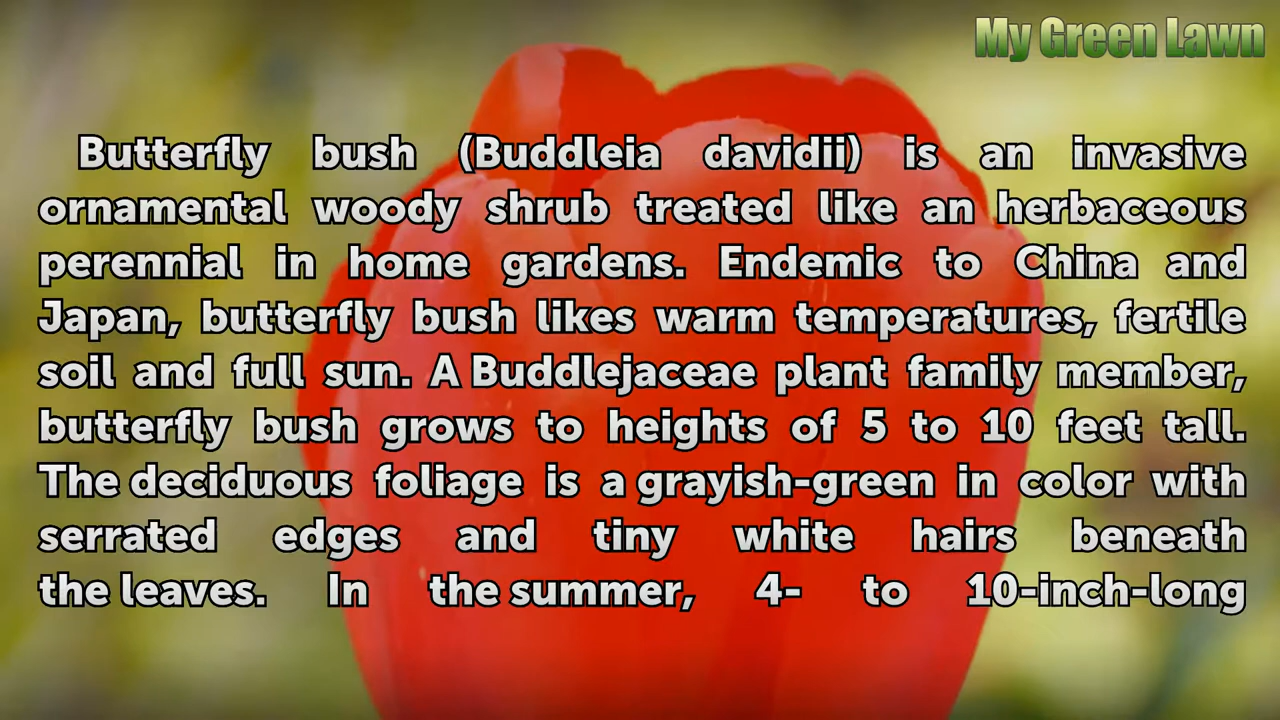 My Green Lawn
Butterfly bush (Buddleia davidii) is an invasive
ornamental woody shrub treated like an herbaceous
perennial in home gardens. Endemic to China and
Japan, butterfly bush likes warm temperatures, fertile
soil and full sun. A Buddlejaceae plant family member,
butterfly bush grows to heights of 5 to 10 feet tall.
The deciduous foliage is a grayish-green in color with
serrated edges and tiny white hairs beneath
the leaves. In the summer, 4- to 10-inch-long